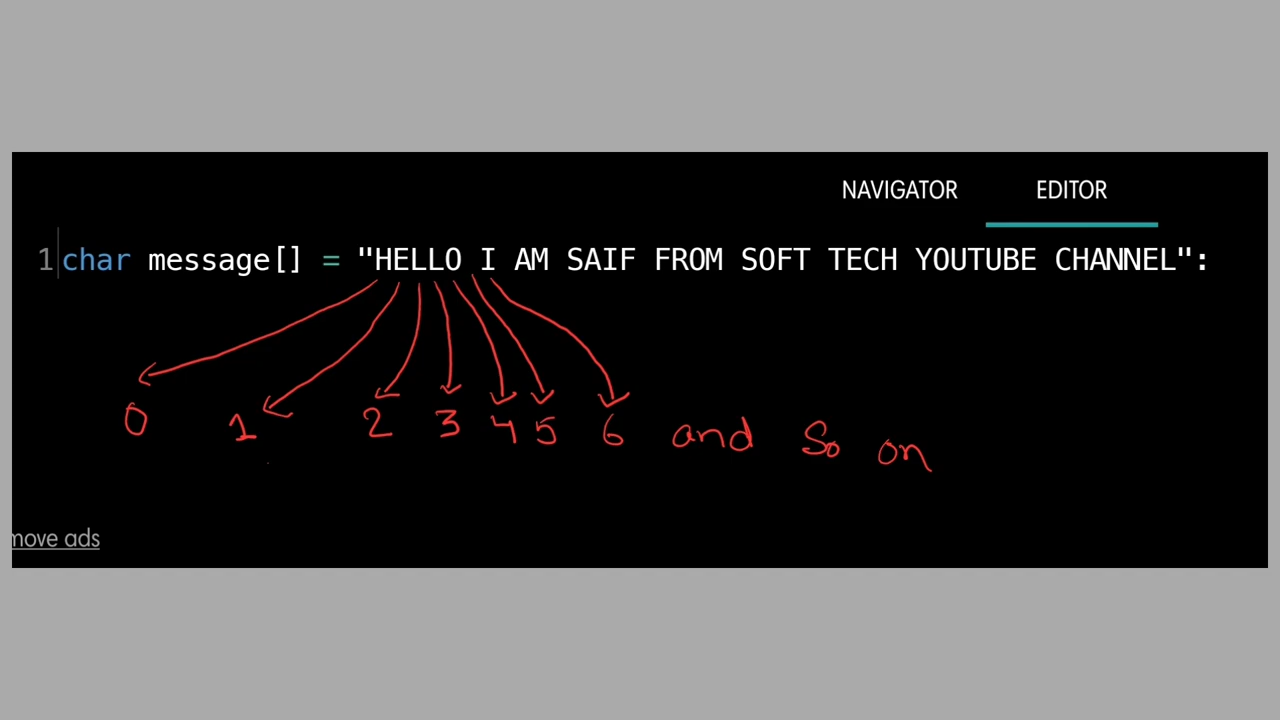 NAVIGATOR EDITOR
1 char message[] = "HELLO I AM SAIF FROM SOFT TECH YOUTUBE CHANNEL":
0 1 2 3 4 5 6 and So on
move ads